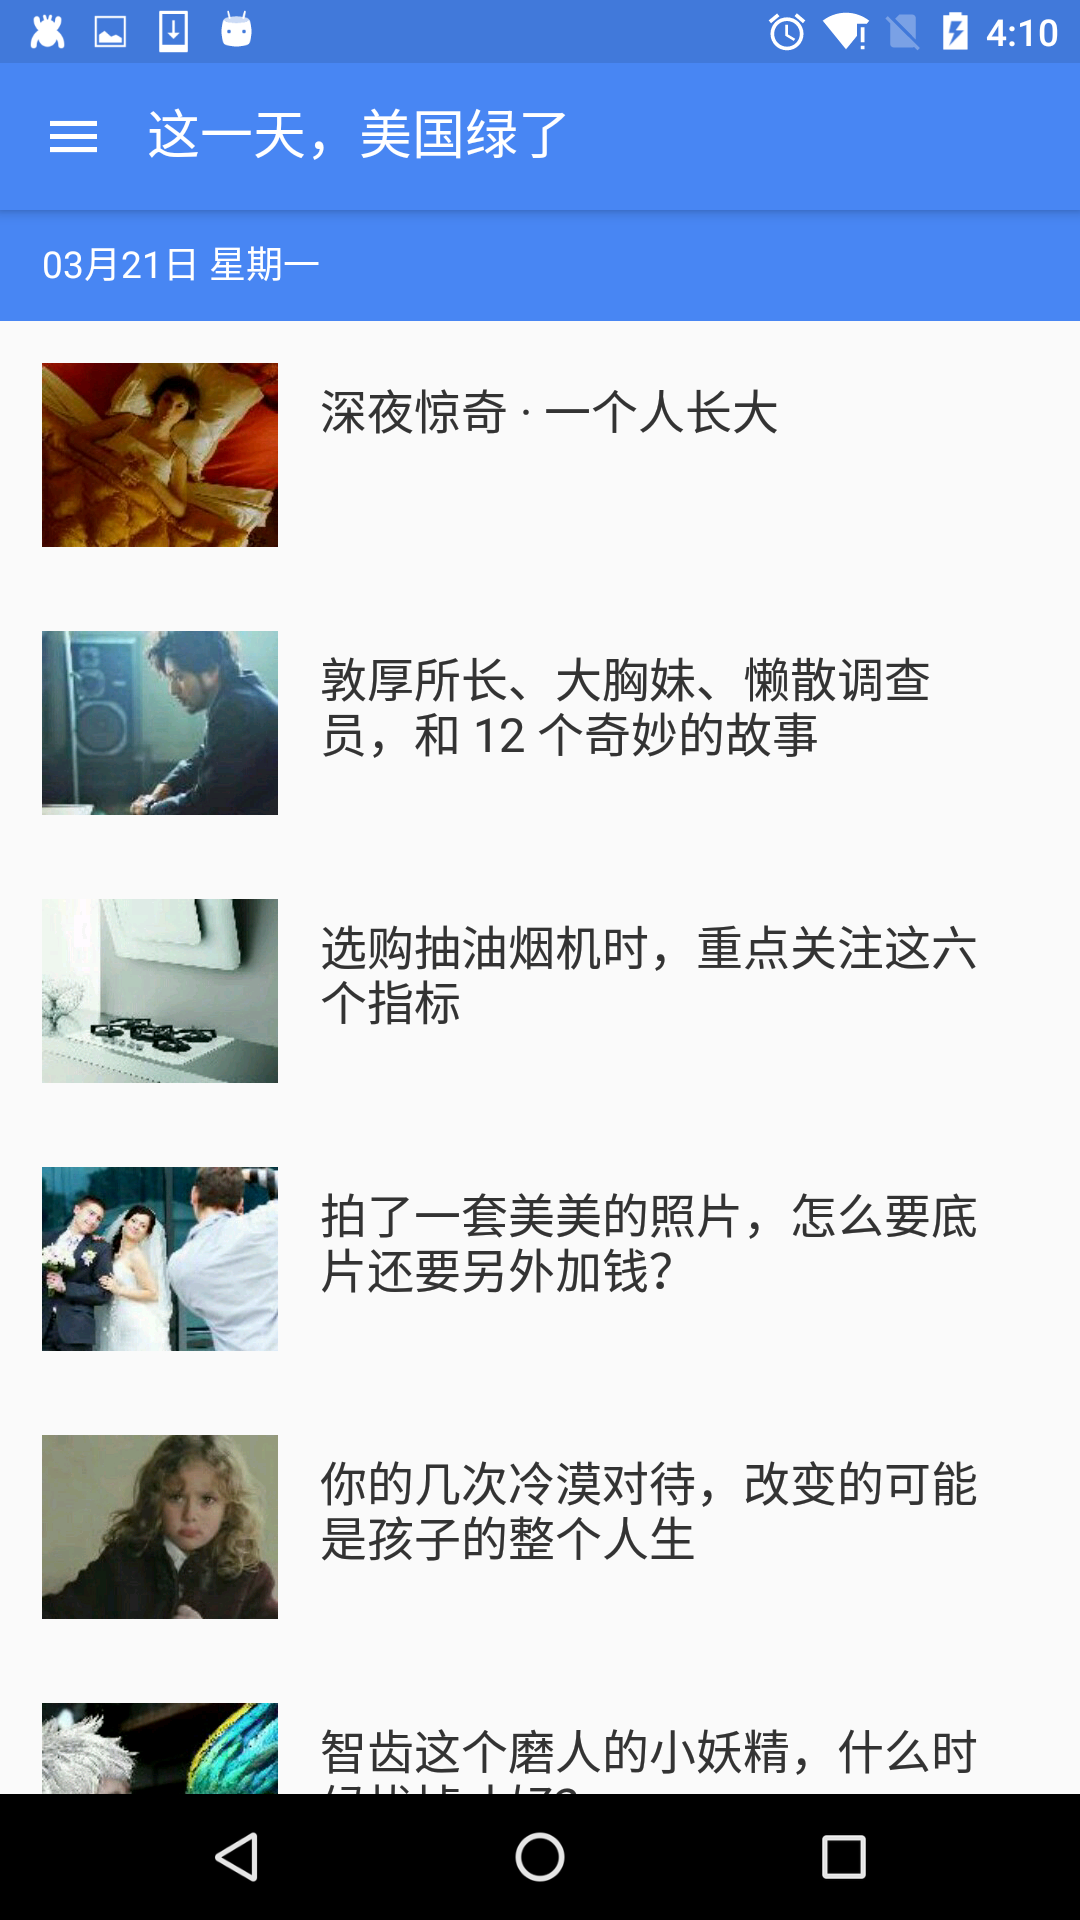 4:10
这一天，美国绿了
03月21日 星期一
深夜惊奇 · 一个人长大
敦厚所长、大胸妹、懒散调查
员，和 12 个奇妙的故事
选购抽油烟机时，重点关注这六
个指标
拍了一套美美的照片，怎么要底
片还要另外加钱？
你的几次冷漠对待，改变的可能
是孩子的整个人生
智齿这个磨人的小妖精，什么时